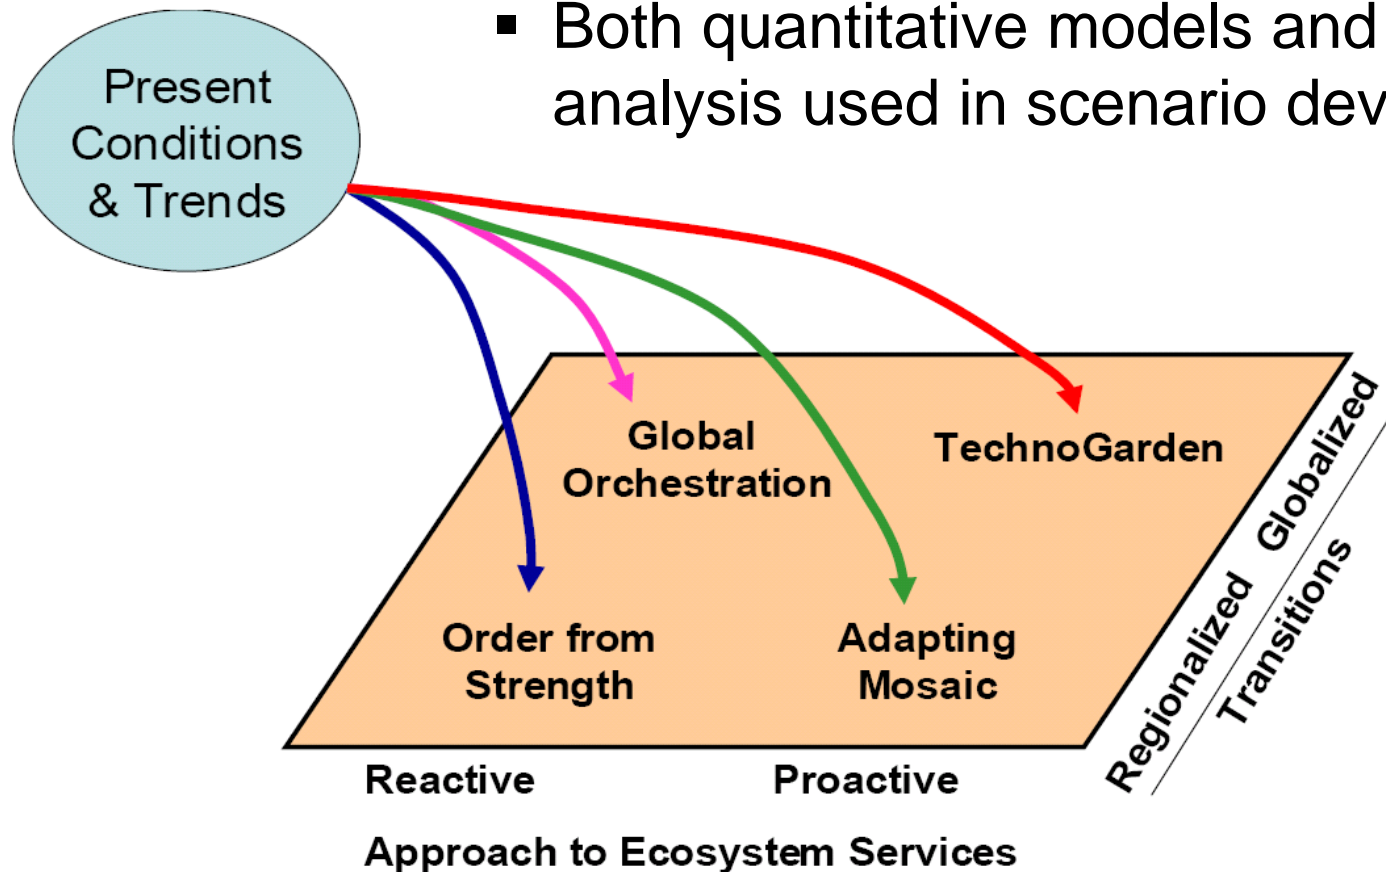 ▪ Both quantitative models and
analysis used in scenario dev
Present
Conditions
& Trends
Global
Orchestration
TechnoGarden
Order from
Strength
Adapting
Mosaic
Regionalized Globalized
Transitions
Reactive Proactive
Approach to Ecosystem Services